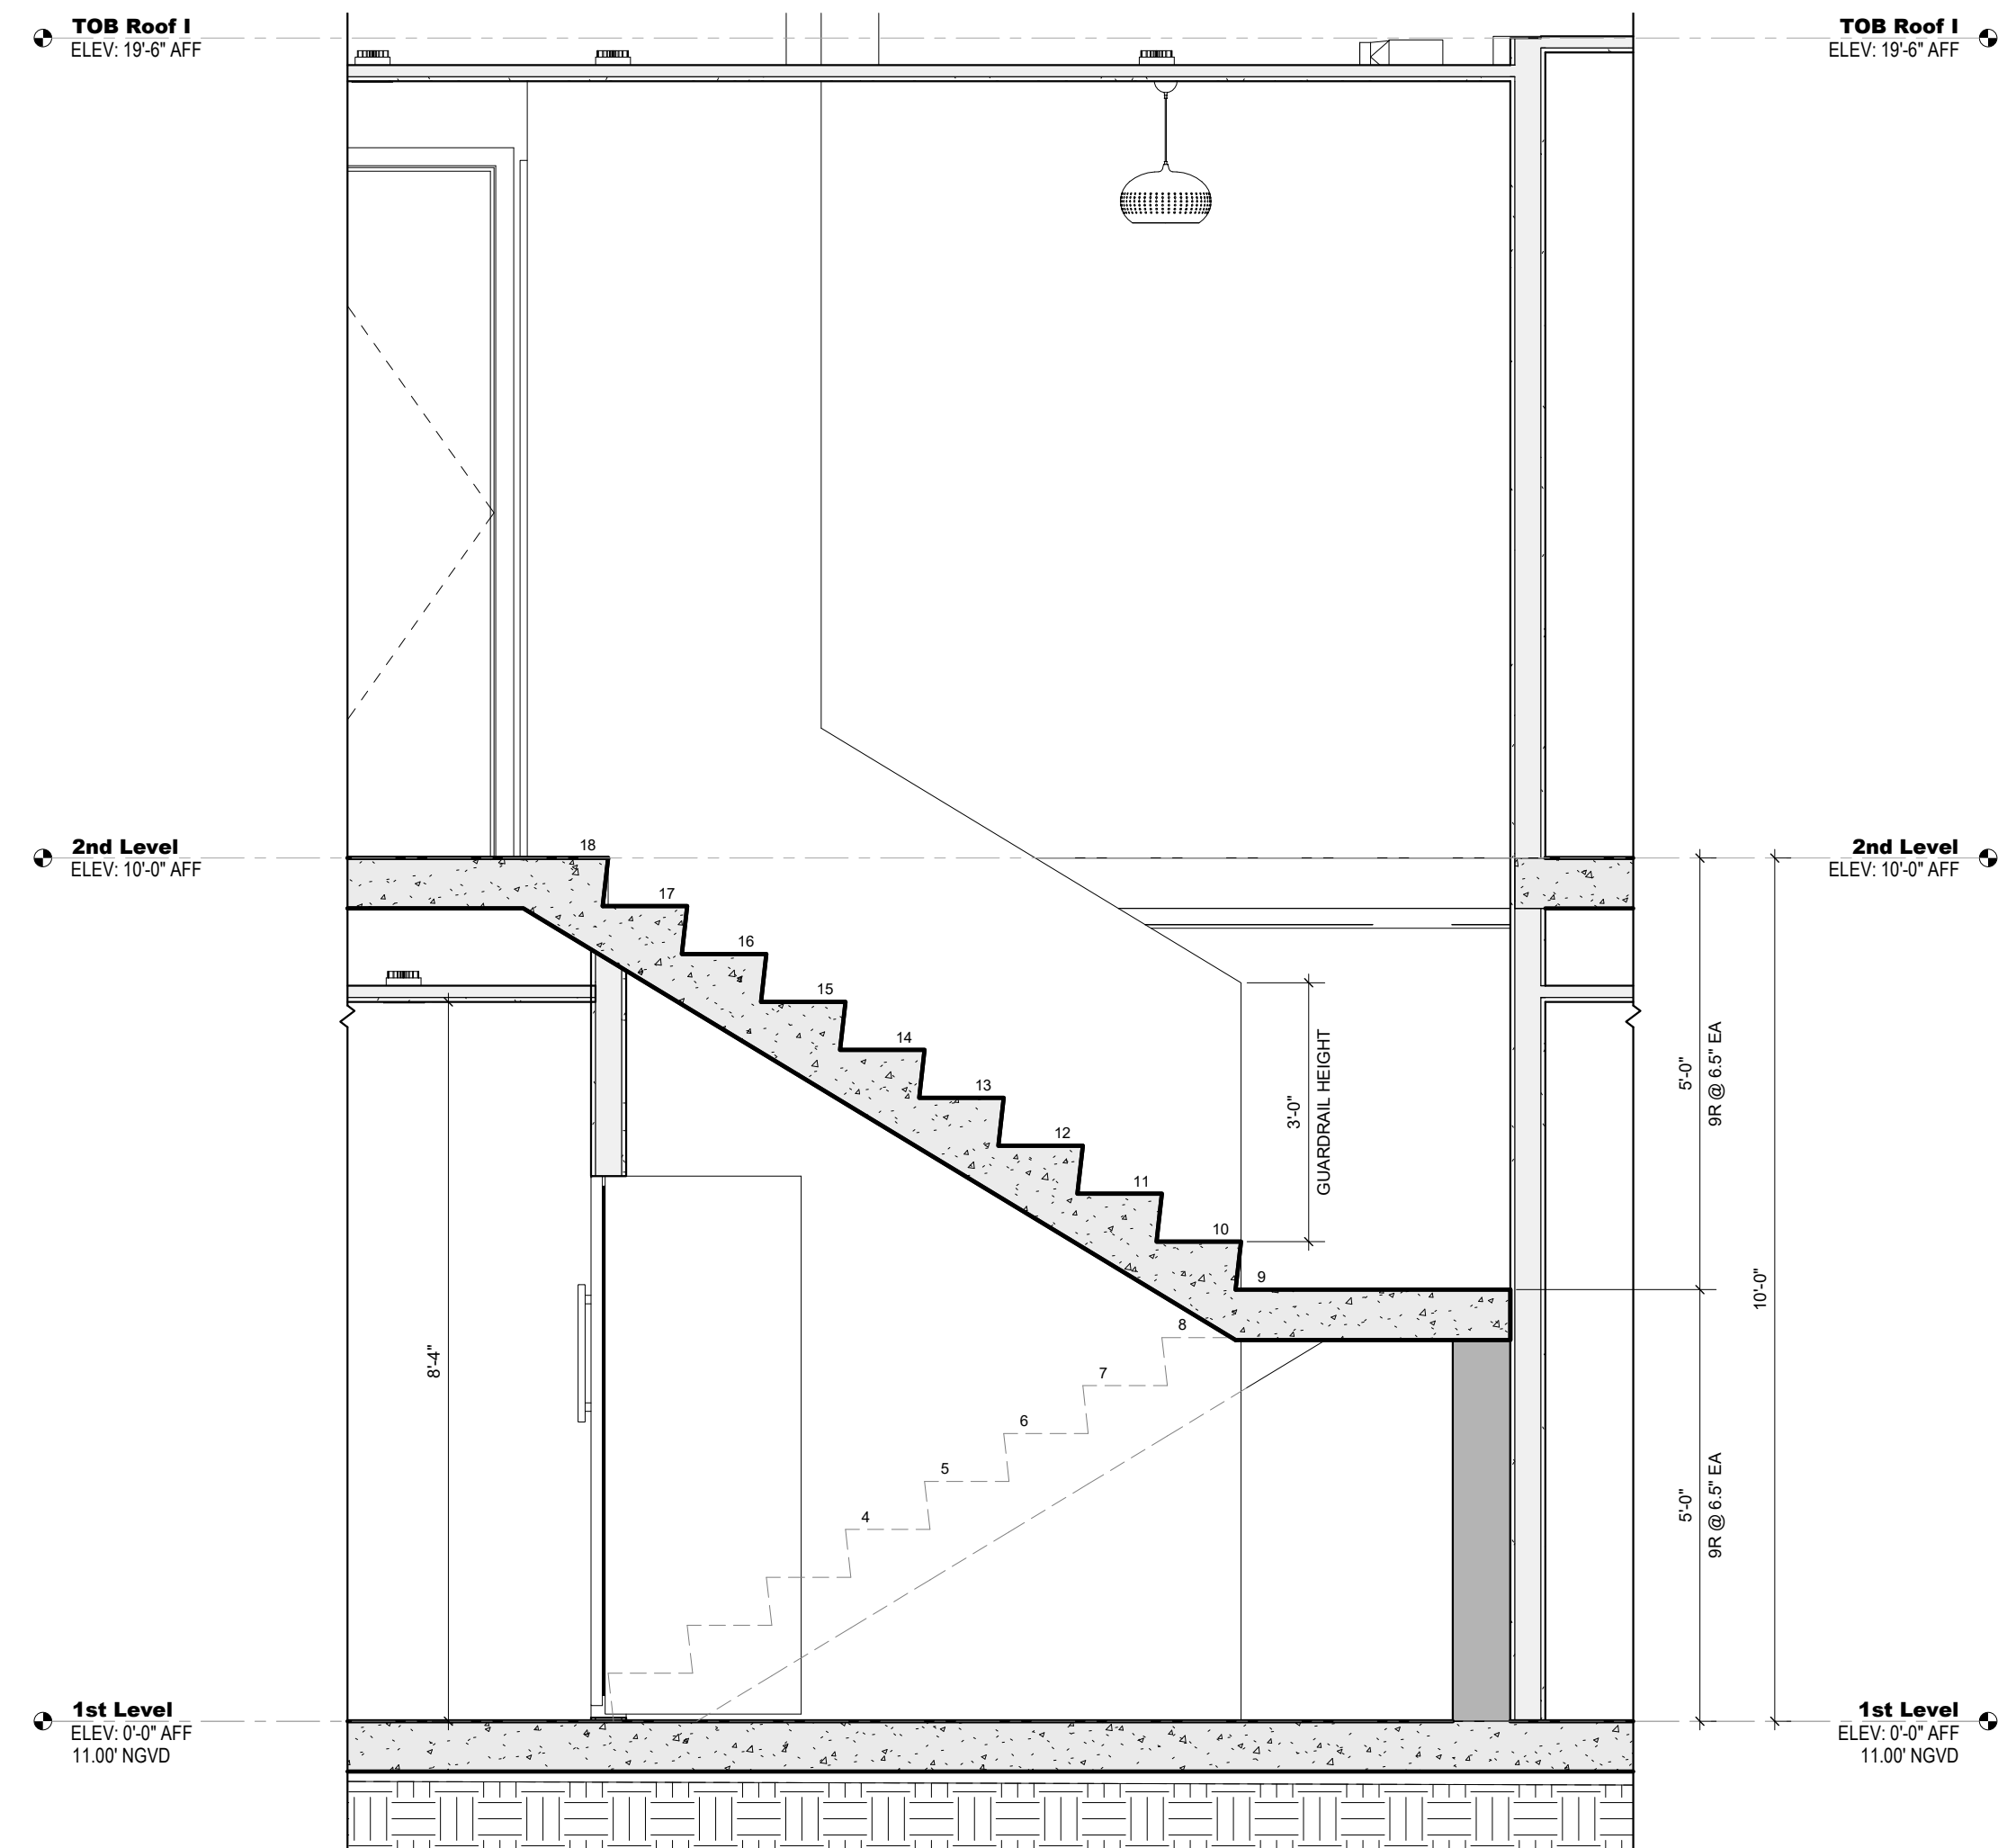 TOB Roof I
ELEV: 19'-6" AFF
TOB Roof I
ELEV: 19'-6" AFF
2nd Level
ELEV: 10'-0" AFF
2nd Level
ELEV: 10'-0" AFF
18
17
16
15
14
13
12
11
10
9
8
7
6
5
4
3'-0"
GUARDRAIL HEIGHT
5'-0"
9R @ 6.5" EA
10'-0"
5'-0"
9R @ 6.5" EA
8'-4"
1st Level
ELEV: 0'-0" AFF
11.00' NGVD
1st Level
ELEV: 0'-0" AFF
11.00' NGVD